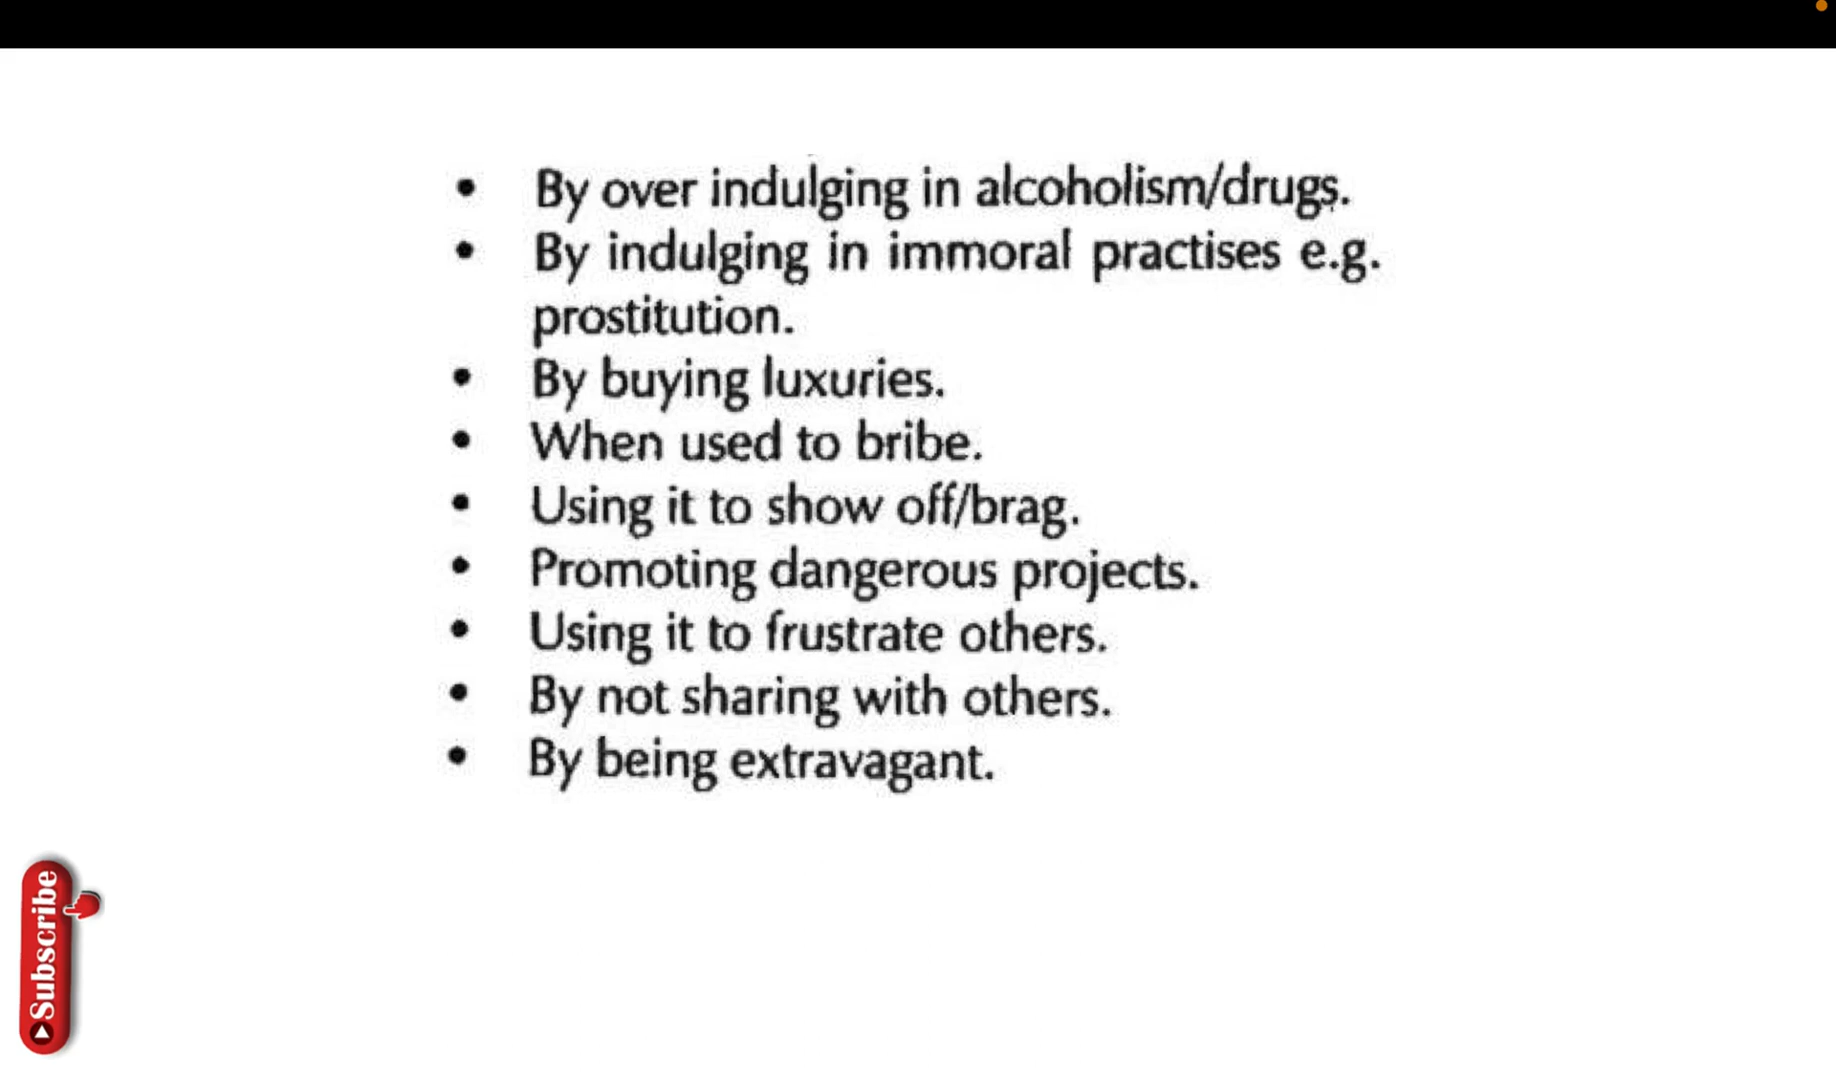 • By over indulging in alcoholism/drugs.
• By indulging in immoral practises e.g.
prostitution.
• By buying luxuries.
• When used to bribe.
• Using it to show off/brag.
• Promoting dangerous projects.
• Using it to frustrate others.
• By not sharing with others.
• By being extravagant.
Subscribe